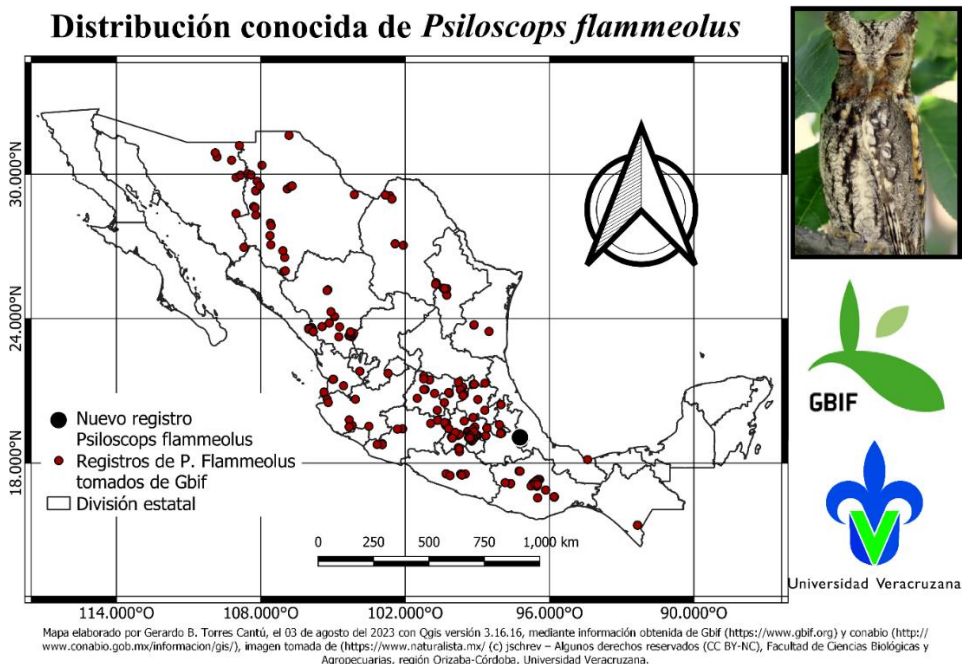 Distribución conocida de Psiloscops flammeolus
30.000°N
24.000°N
18.000°N
Nuevo registro
Psiloscops flammeolus
Registros de P. Flammeolus
tomados de Gbif
División estatal
0 250 500 750 1,000 km
114.000°O 108.000°O 102.000°O 96.000°O 90.000°O
GBIF
Universidad Veracruzana
Mapa elaborado por Gerardo B. Torres Cantú, el 03 de agosto del 2023 con Qgis versión 3.16.16, mediante información obtenida de Gbif (https://www.gbif.org) y conabio (http://
www.conabio.gob.mx/informacion/gis/), imagen tomada de (https://www.naturalista.mx/ (c) jschrev – Algunos derechos reservados (CC BY-NC), Facultad de Ciencias Biológicas y
Agropecuarias, región Orizaba-Córdoba, Universidad Veracruzana.